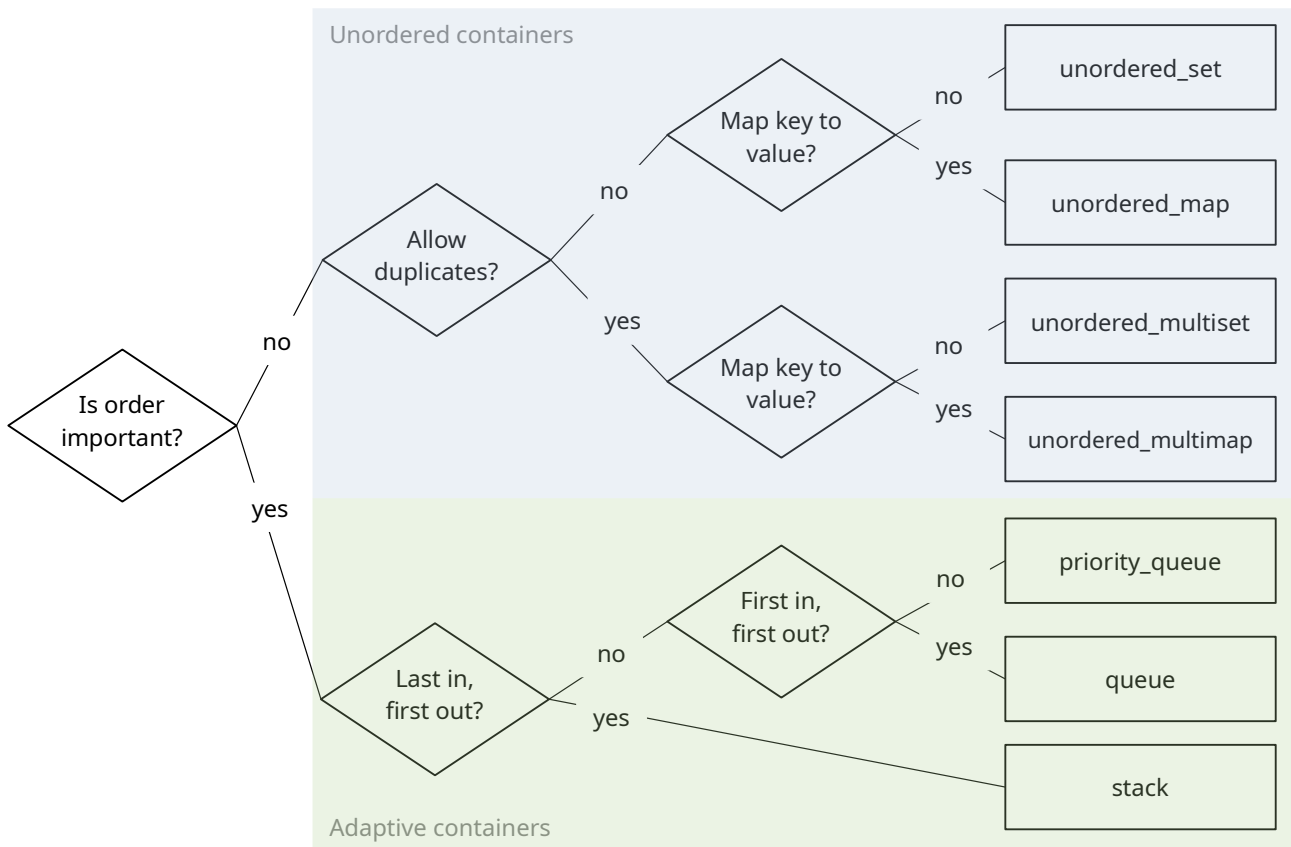 Unordered containers
unordered_set
no
Map key to
value?
yes
unordered_map
no
Allow
duplicates?
unordered_multiset
yes
no
no
Map key to
value?
yes
Is order
important?
unordered_multimap
yes
priority_queue
no
First in,
first out?
no
yes
Last in,
first out?
queue
yes
stack
Adaptive containers